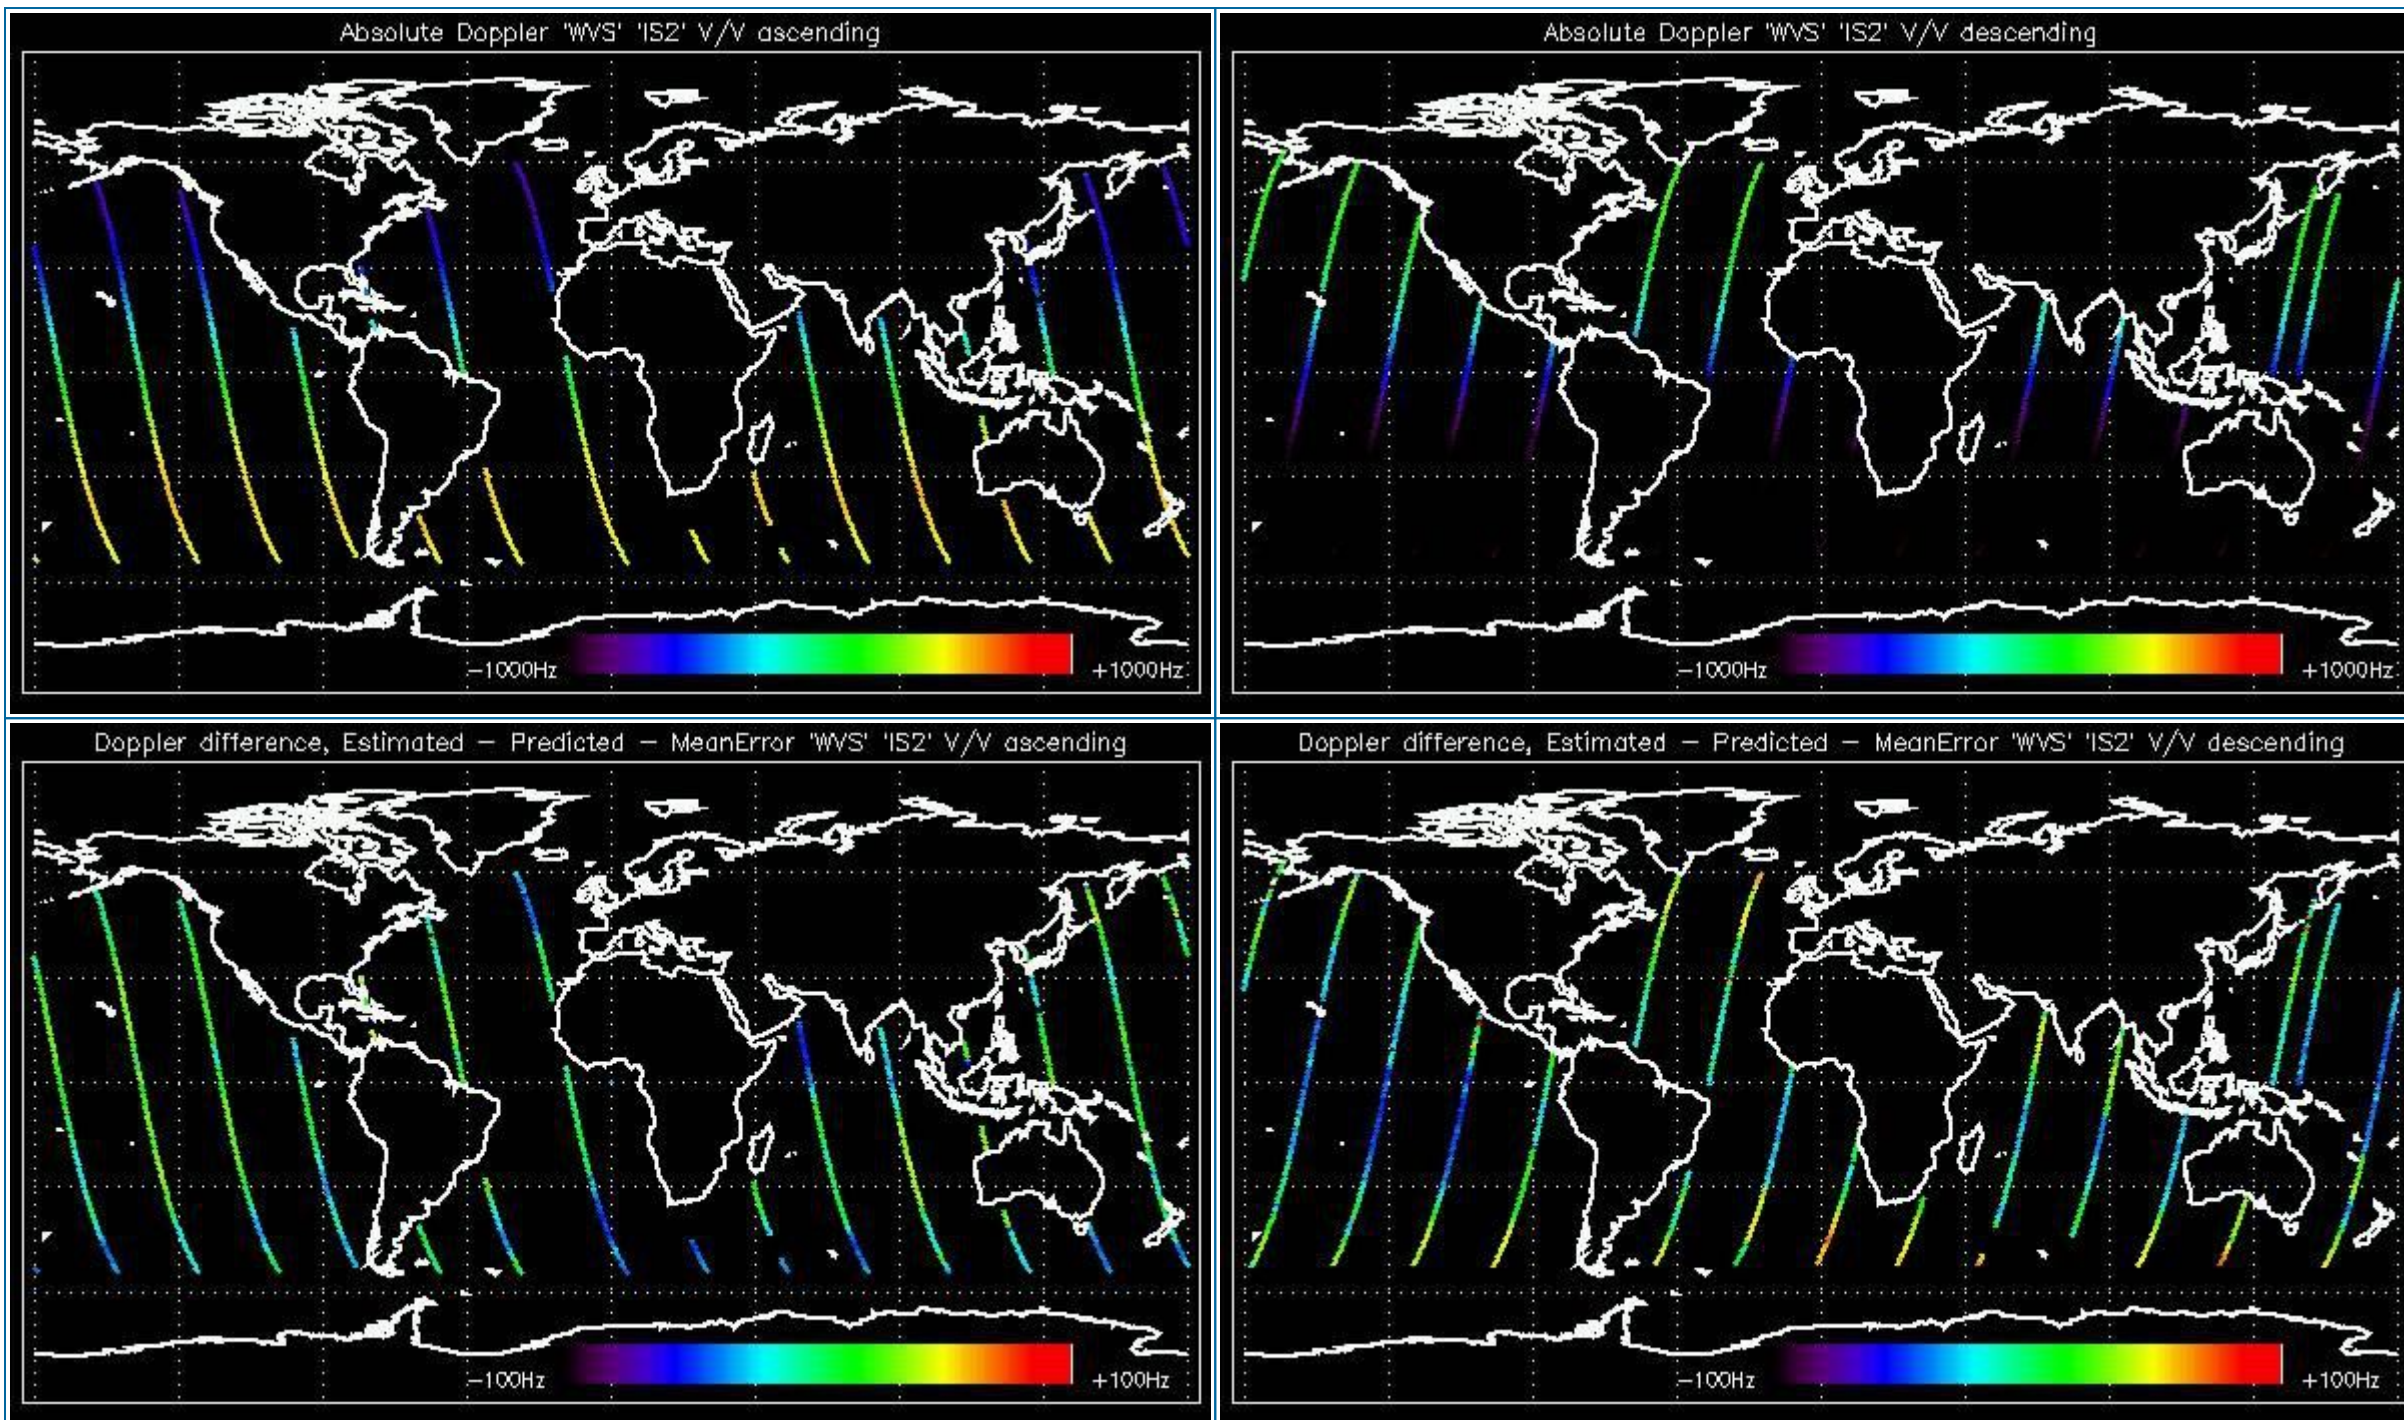 Absolute Doppler 'WVS' 'IS2' V/V ascending
-1000Hz
+1000Hz
Absolute Doppler 'WVS' 'IS2' V/V descending
-1000Hz
+1000Hz
Doppler difference, Estimated - Predicted - MeanError 'WVS' 'IS2' V/V ascending
-100Hz
+100Hz
Doppler difference, Estimated - Predicted - MeanError 'WVS' 'IS2' V/V descending
-100Hz
+100Hz